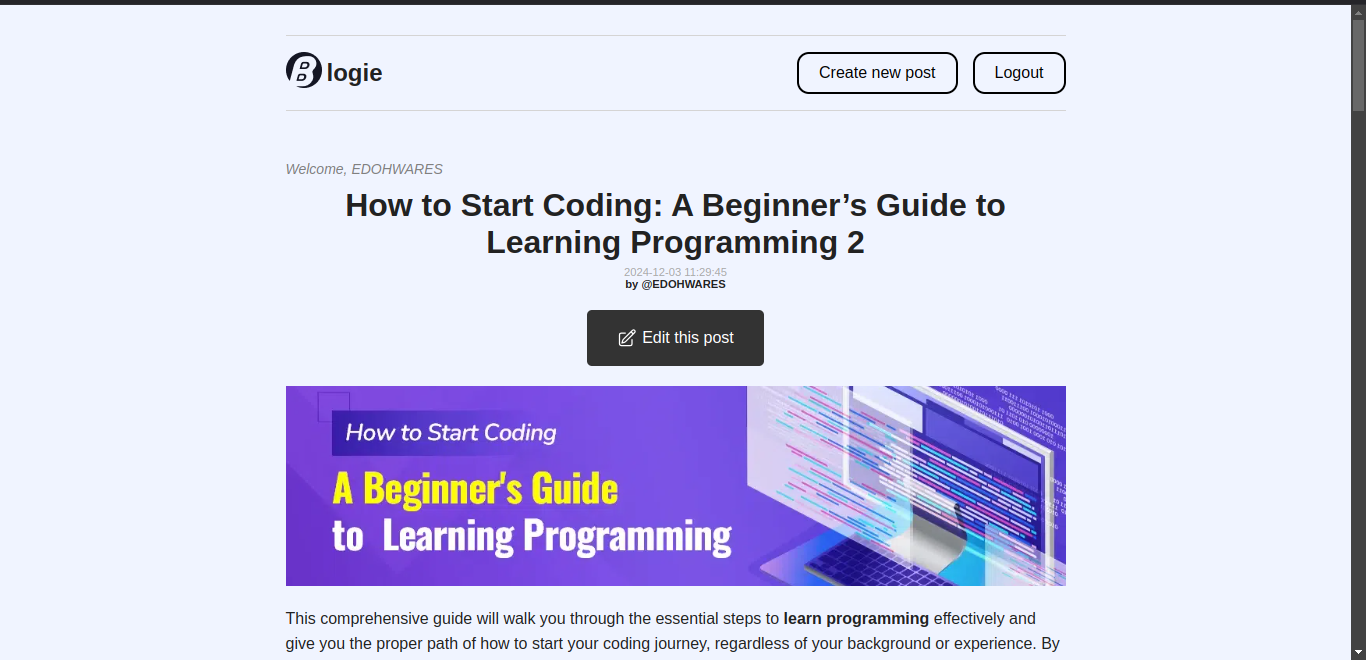 Blogie
Create new post
Logout
Welcome, EDOHWARES
How to Start Coding: A Beginner’s Guide to
Learning Programming 2
2024-12-03 11:29:45
by @EDOHWARES
Edit this post
How to Start Coding
A Beginner's Guide
to Learning Programming
This comprehensive guide will walk you through the essential steps to learn programming effectively and
give you the proper path of how to start your coding journey, regardless of your background or experience. By